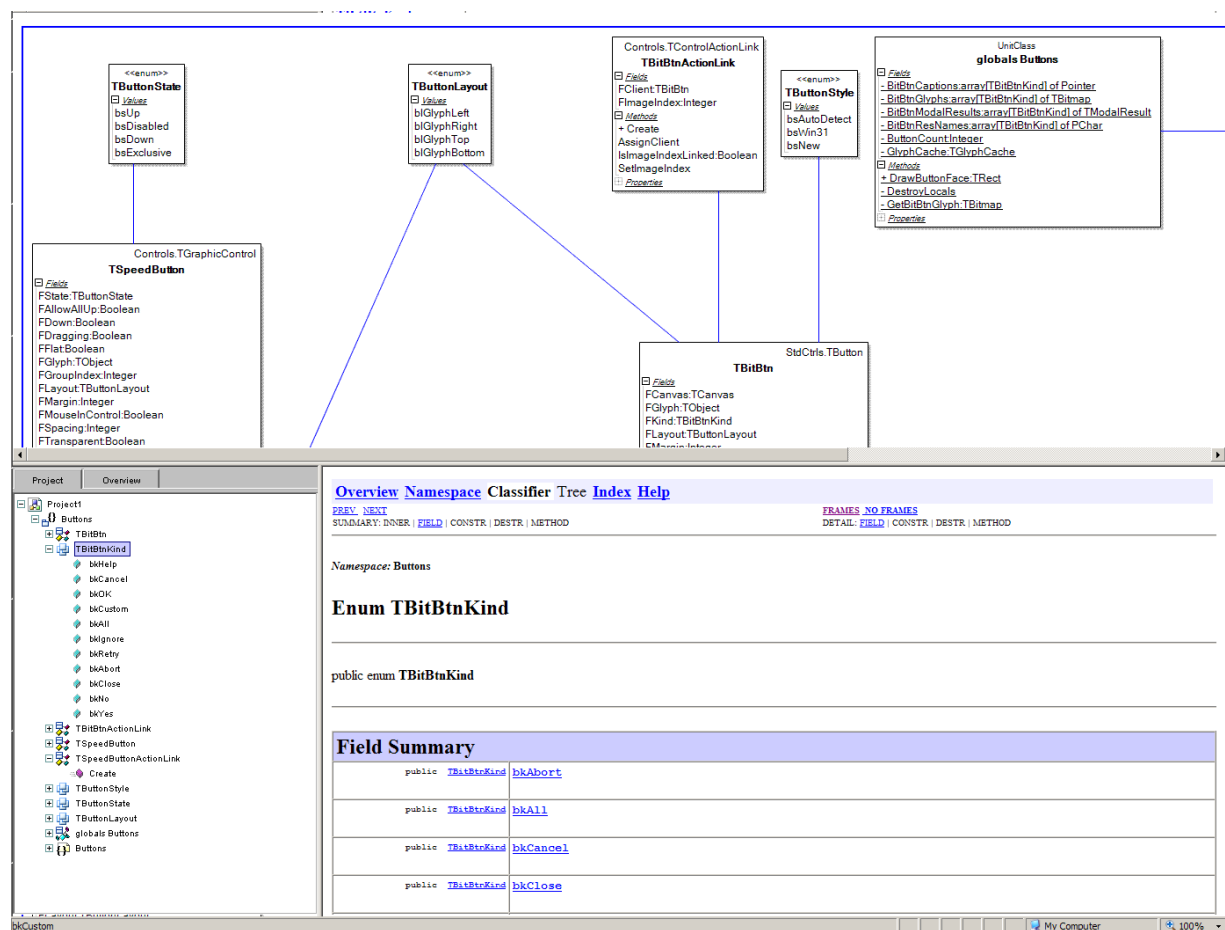 <<enum>>
TButtonState
Values
bsUp
bsDisabled
bsDown
bsExclusive
<<enum>>
TButtonLayout
Values
blGlyphLeft
blGlyphRight
blGlyphTop
blGlyphBottom
Controls.TControlActionLink
TBitBtnActionLink
Fields
FClient:TBitBtn
FImageIndex:Integer
Methods
+ Create
AssignClient
IsImageIndexLinked:Boolean
SetImageIndex
Properties
<<enum>>
TButtonStyle
Values
bsAutoDetect
bsWin31
bsNew
UnitClass
globals Buttons
Fields
- BitBtnCaptions:array[TBitBtnKind] of Pointer
- BitBtnGlyphs:array[TBitBtnKind] of TBitmap
- BitBtnModalResults:array[TBitBtnKind] of TModalResult
- BitBtnResNames:array[TBitBtnKind] of PChar
- ButtonCount:Integer
- GlyphCache:TGlyphCache
Methods
+ DrawButtonFace:TRect
- DestroyLocals
- GetBitBtnGlyph:TBitmap
Properties
Controls.TGraphicControl
TSpeedButton
Fields
FState:TButtonState
FAllowAllUp:Boolean
FDown:Boolean
FDragging:Boolean
FFlat:Boolean
FGlyph:TObject
FGroupIndex:Integer
FLayout:TButtonLayout
FMargin:Integer
FMouseInControl:Boolean
FSpacing:Integer
FTransparent:Boolean
StdCtrls.TButton
TBitBtn
Fields
FCanvas:TCanvas
FGlyph:TObject
FKind:TBitBtnKind
FLayout:TButtonLayout
FMargin:Integer
Project Overview
Project1
Buttons
TBitBtn
TBitBtnKind
bkHelp
bkCancel
bkOK
bkCustom
bkAll
bkIgnore
bkRetry
bkAbort
bkClose
bkNo
bkYes
TBitBtnActionLink
TSpeedButton
TSpeedButtonActionLink
Create
TButtonStyle
TButtonState
TButtonLayout
globals Buttons
Buttons
Overview Namespace Classifier Tree Index Help
PREV NEXT
FRAMES NO FRAMES
SUMMARY: INNER | FIELD | CONSTR | DESTR | METHOD
DETAIL: FIELD | CONSTR | DESTR | METHOD
Namespace: Buttons
Enum TBitBtnKind
public enum TBitBtnKind
Field Summary
public TBitBtnKind bkAbort
public TBitBtnKind bkAll
public TBitBtnKind bkCancel
public TBitBtnKind bkClose
bkCustom
My Computer
100%